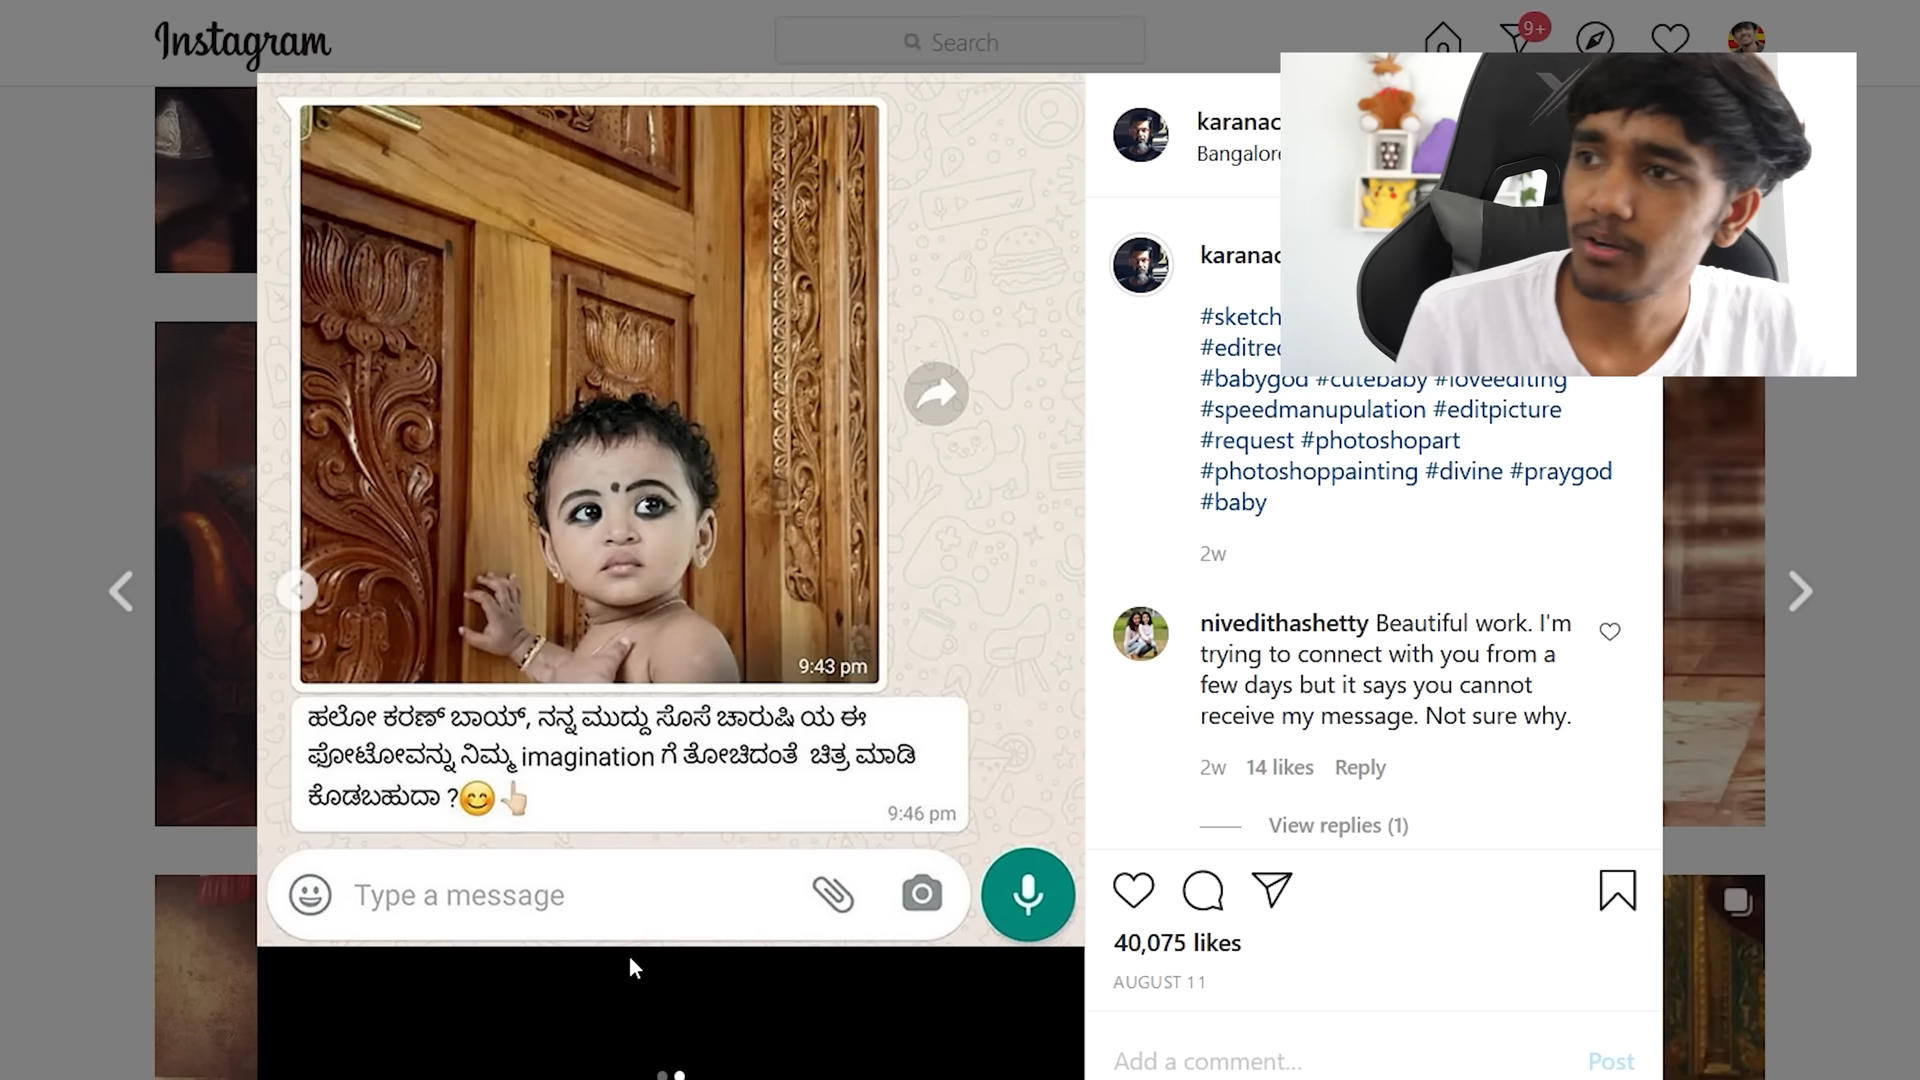 Instagram
Search
9+
9:43 pm
ಹಲೋ ಕರಣ್ ಬಾಯ್, ನನ್ನ ಮುದ್ದು ಸೊಸೆ ಚಾರುಷಿ ಯ ಈ
ಫೋಟೋವನ್ನು ನಿಮ್ಮ imagination ಗೆ ತೋಚಿದಂತೆ ಚಿತ್ರ ಮಾಡಿ
ಕೊಡಬಹುದಾ ?😊👆🏻
9:46 pm
Type a message
karanac
Bangalore
karanac
#sketch
#editred
#babygod #cutebaby #loveediting
#speedmanupulation #editpicture
#request #photoshopart
#photoshoppainting #divine #praygod
#baby
2w
nivedithashetty Beautiful work. I'm
trying to connect with you from a
few days but it says you cannot
receive my message. Not sure why.
2w 14 likes Reply
View replies (1)
40,075 likes
AUGUST 11
Add a comment... Post